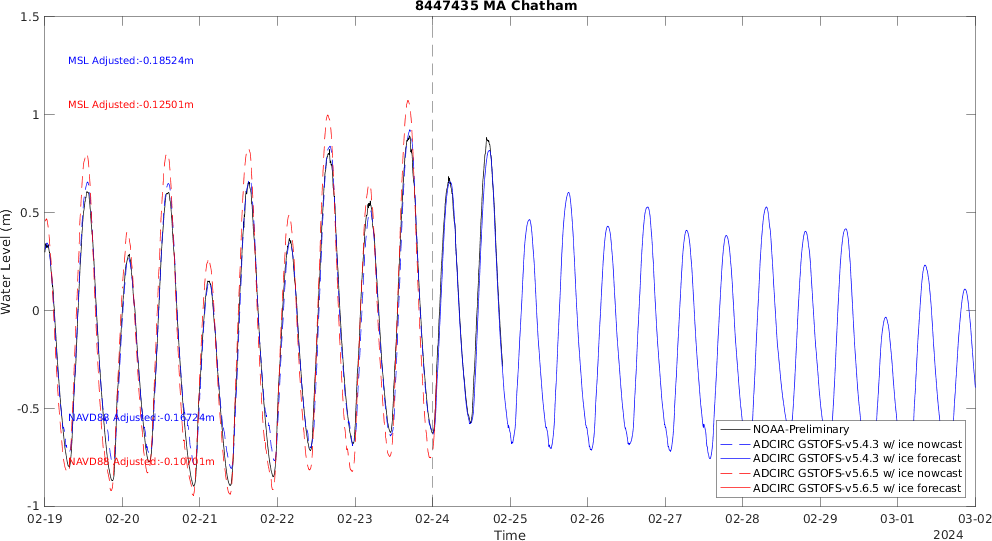 8447435 MA Chatham
1.5
MSL Adjusted:-0.18524m
MSL Adjusted:-0.12501m
1
0.5
Water Level (m)
0
NAVD88 Adjusted:-0.16724m
-0.5
NAVD88 Adjusted:-0.10701m
-1
NOAA-Preliminary
ADCIRC GSTOFS-v5.4.3 w/ ice nowcast
ADCIRC GSTOFS-v5.4.3 w/ ice forecast
ADCIRC GSTOFS-v5.6.5 w/ ice nowcast
ADCIRC GSTOFS-v5.6.5 w/ ice forecast
02-19 02-20 02-21 02-22 02-23 02-24 02-25 02-26 02-27 02-28 02-29 03-01 03-02
Time
2024